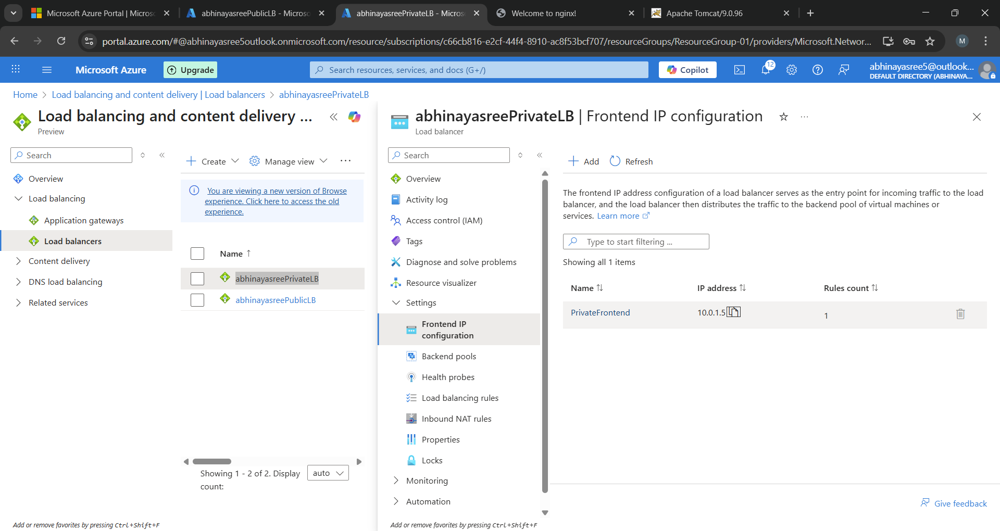 Microsoft Azure Portal | Micros
abhinayasreePublicLB - Microso
abhinayasreePrivateLB - Micros
Welcome to nginx!
Apache Tomcat/9.0.96
portal.azure.com/#@abhinayasree5outlook.onmicrosoft.com/resource/subscriptions/c66cb816-e2cf-44f4-8910-ac8f53bcf707/resourceGroups/ResourceGroup-01/providers/Microsoft.Networ...
M
Microsoft Azure
Upgrade
Search resources, services, and docs (G+/)
Copilot
12
abhinayasree5@outlook...
DEFAULT DIRECTORY (ABHINAYA...
Home > Load balancing and content delivery | Load balancers > abhinayasreePrivateLB
Load balancing and content delivery ...
Preview
Search
Overview
Load balancing
Application gateways
Load balancers
Content delivery
DNS load balancing
Related services
Add or remove favorites by pressing Ctrl+Shift+F
Create
Manage view
You are viewing a new version of Browse
experience. Click here to access the old
experience.
Name ↑
abhinayasreePrivateLB
abhinayasreePublicLB
Showing 1 - 2 of 2. Display
count:
auto
abhinayasreePrivateLB | Frontend IP configuration
Load balancer
Search
Overview
Activity log
Access control (IAM)
Tags
Diagnose and solve problems
Resource visualizer
Settings
Frontend IP
configuration
Backend pools
Health probes
Load balancing rules
Inbound NAT rules
Properties
Locks
Monitoring
Automation
Add or remove favorites by pressing Ctrl+Shift+F
Add
Refresh
The frontend IP address configuration of a load balancer serves as the entry point for incoming traffic to the load
balancer, and the load balancer then distributes the traffic to the backend pool of virtual machines or
services. Learn more
Type to start filtering ...
Showing all 1 items
Name ↑↓ IP address ↑↓ Rules count ↑↓
PrivateFrontend 10.0.1.5 1
Give feedback